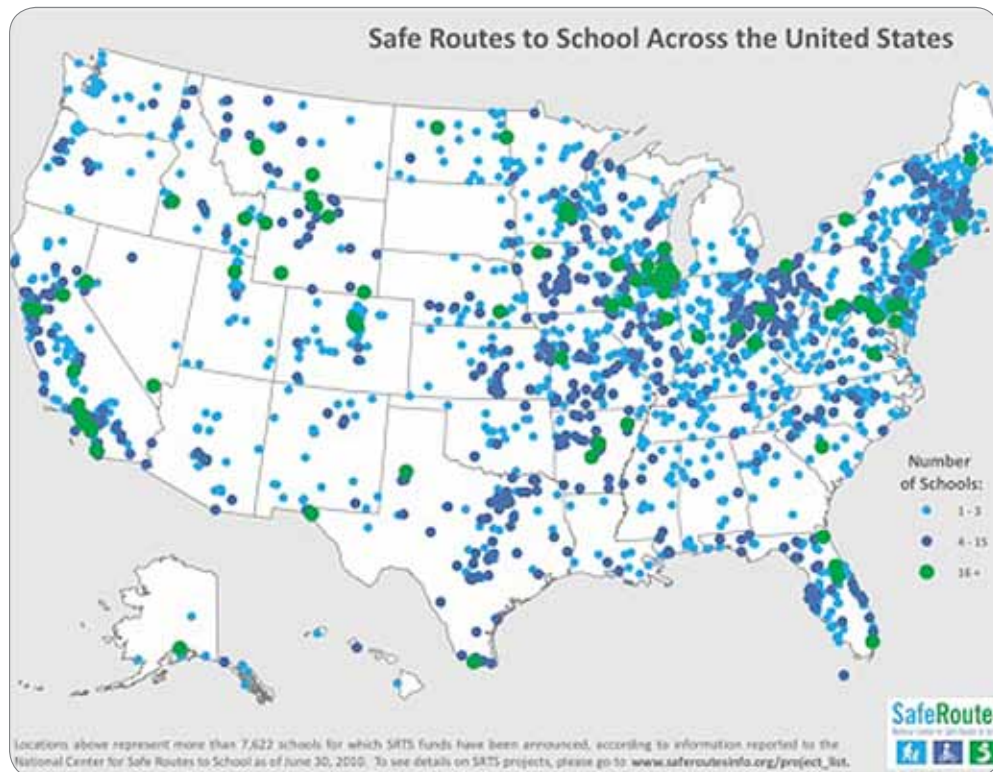 Safe Routes to School Across the United States
Number
of Schools:
1 - 3
4 - 15
16 +
SafeRoute
Locations above represent more than 7,622 schools for which SRTS funds have been announced, according to information reported to the
National Center for Safe Routes to School as of June 30, 2010. To see details on SRTS projects, please go to www.saferoutesinfo.org/project_list.